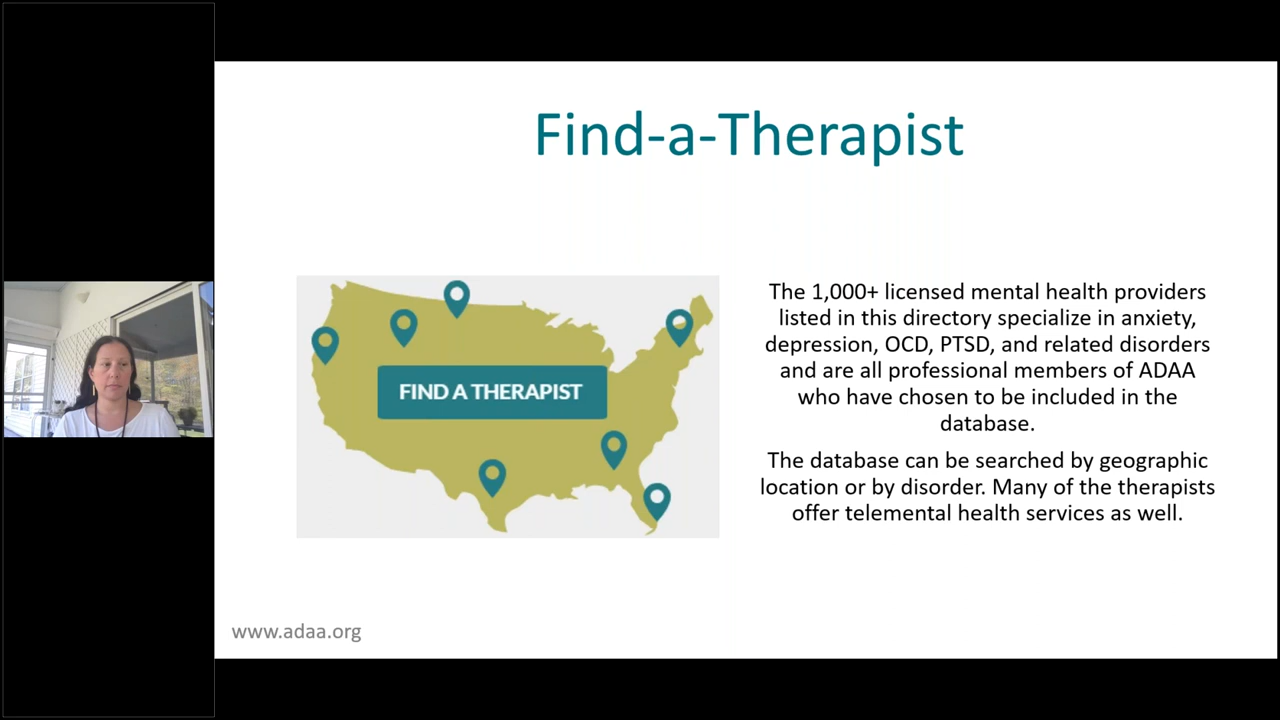 Find-a-Therapist
FIND A THERAPIST
The 1,000+ licensed mental health providers
listed in this directory specialize in anxiety,
depression, OCD, PTSD, and related disorders
and are all professional members of ADAA
who have chosen to be included in the
database.
The database can be searched by geographic
location or by disorder. Many of the therapists
offer telemental health services as well.
www.adaa.org